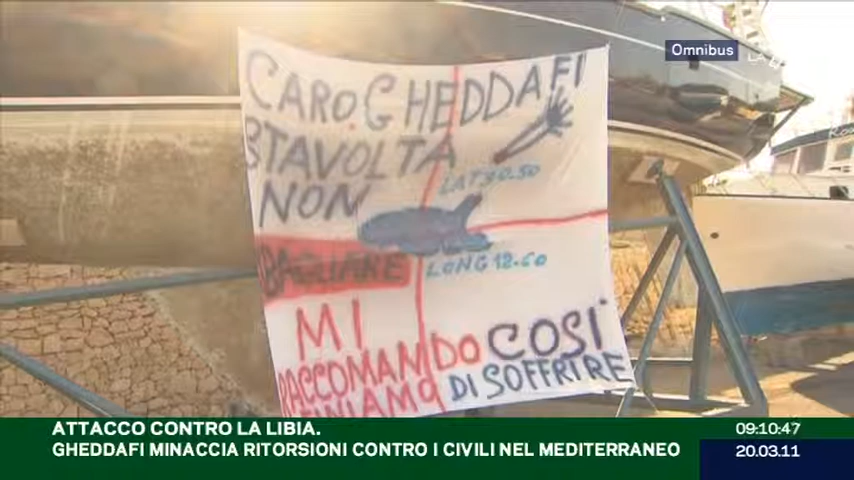 Omnibus
CARO GHEDDAFI
STAVOLTA
NON
LAT 30.50
SBAGLIARE
LONG 12.60
MI
RACCOMANDO COSI'
FINIAMO DI SOFFRIRE
ATTACCO CONTRO LA LIBIA.
GHEDDAFI MINACCIA RITORSIONI CONTRO I CIVILI NEL MEDITERRANEO
09:10:47
20.03.11